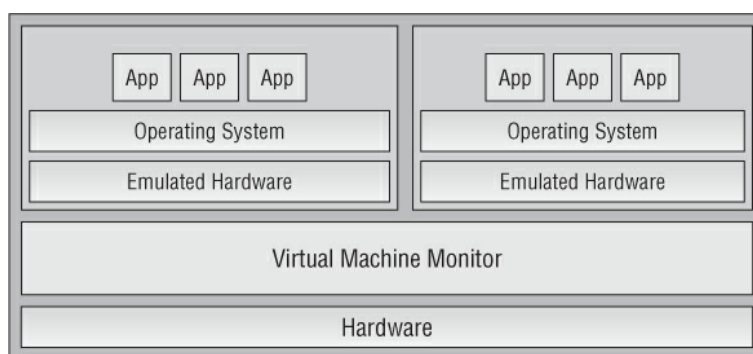 App App App App App App
Operating System Operating System
Emulated Hardware Emulated Hardware
Virtual Machine Monitor
Hardware